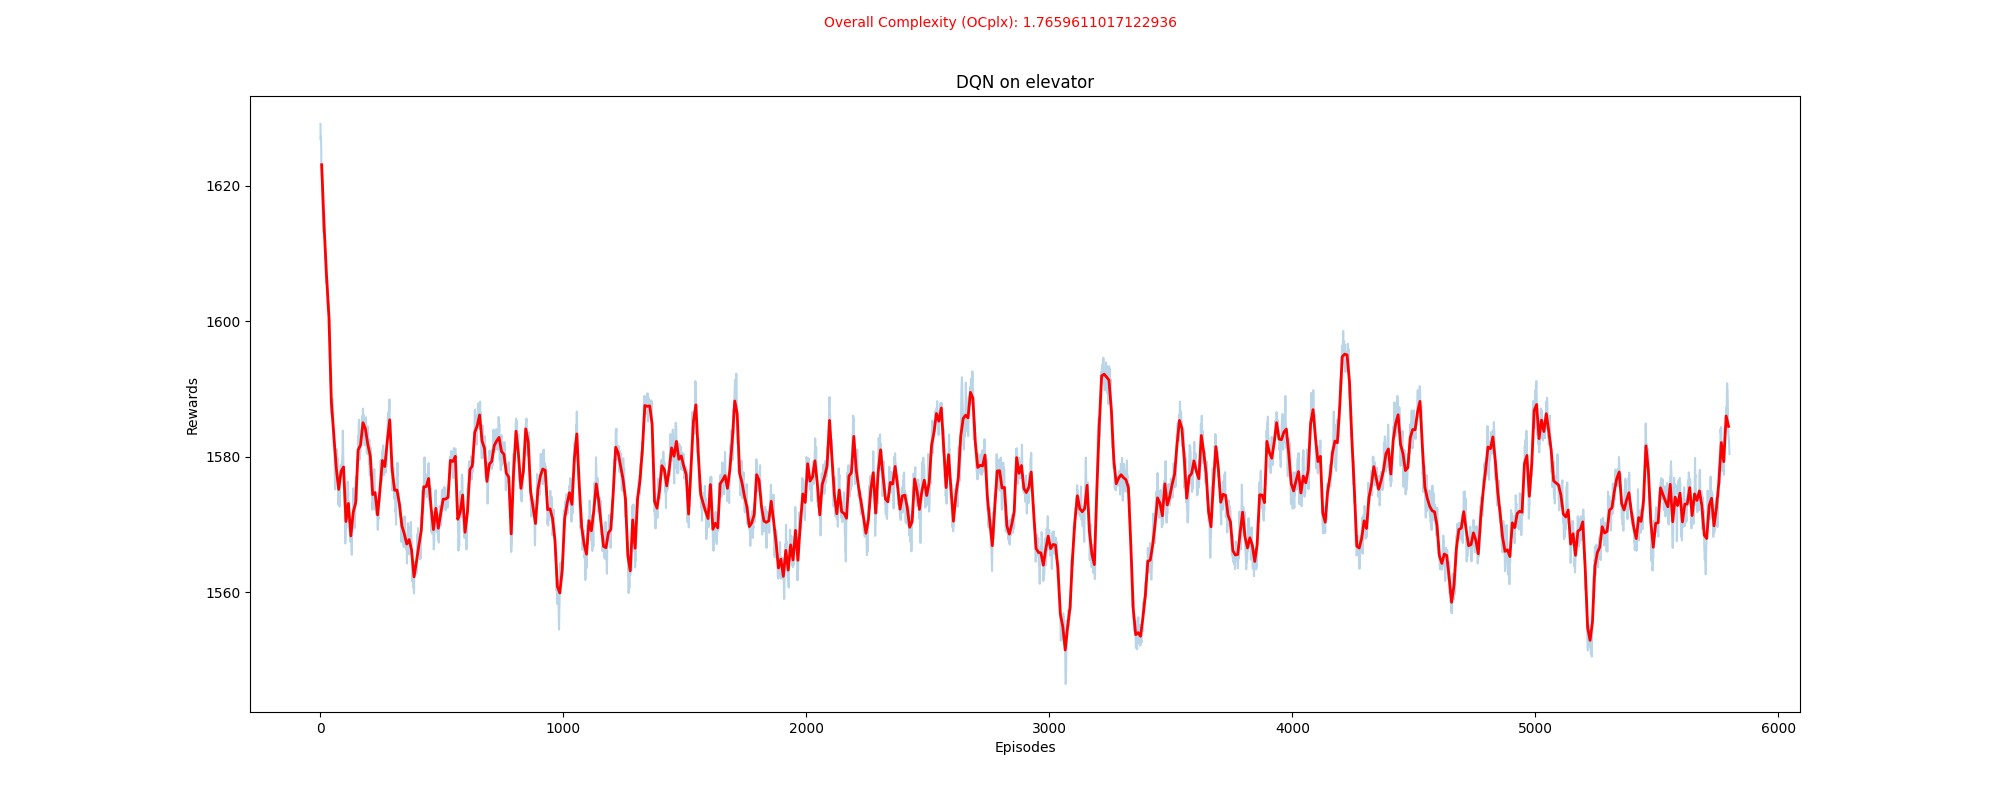 Overall Complexity (OCplx): 1.7659611017122936
DQN on elevator
Rewards
1620
1600
1580
1560
0 1000 2000 3000 4000 5000 6000
Episodes